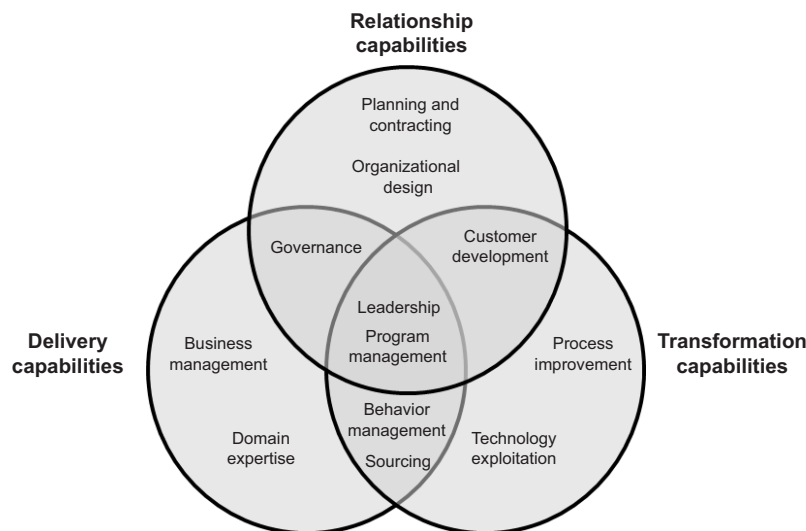 Relationship
capabilities
Planning and
contracting
Organizational
design
Governance
Customer
development
Leadership
Program
management
Delivery
capabilities
Business
management
Process
improvement
Transformation
capabilities
Behavior
management
Sourcing
Domain
expertise
Technology
exploitation